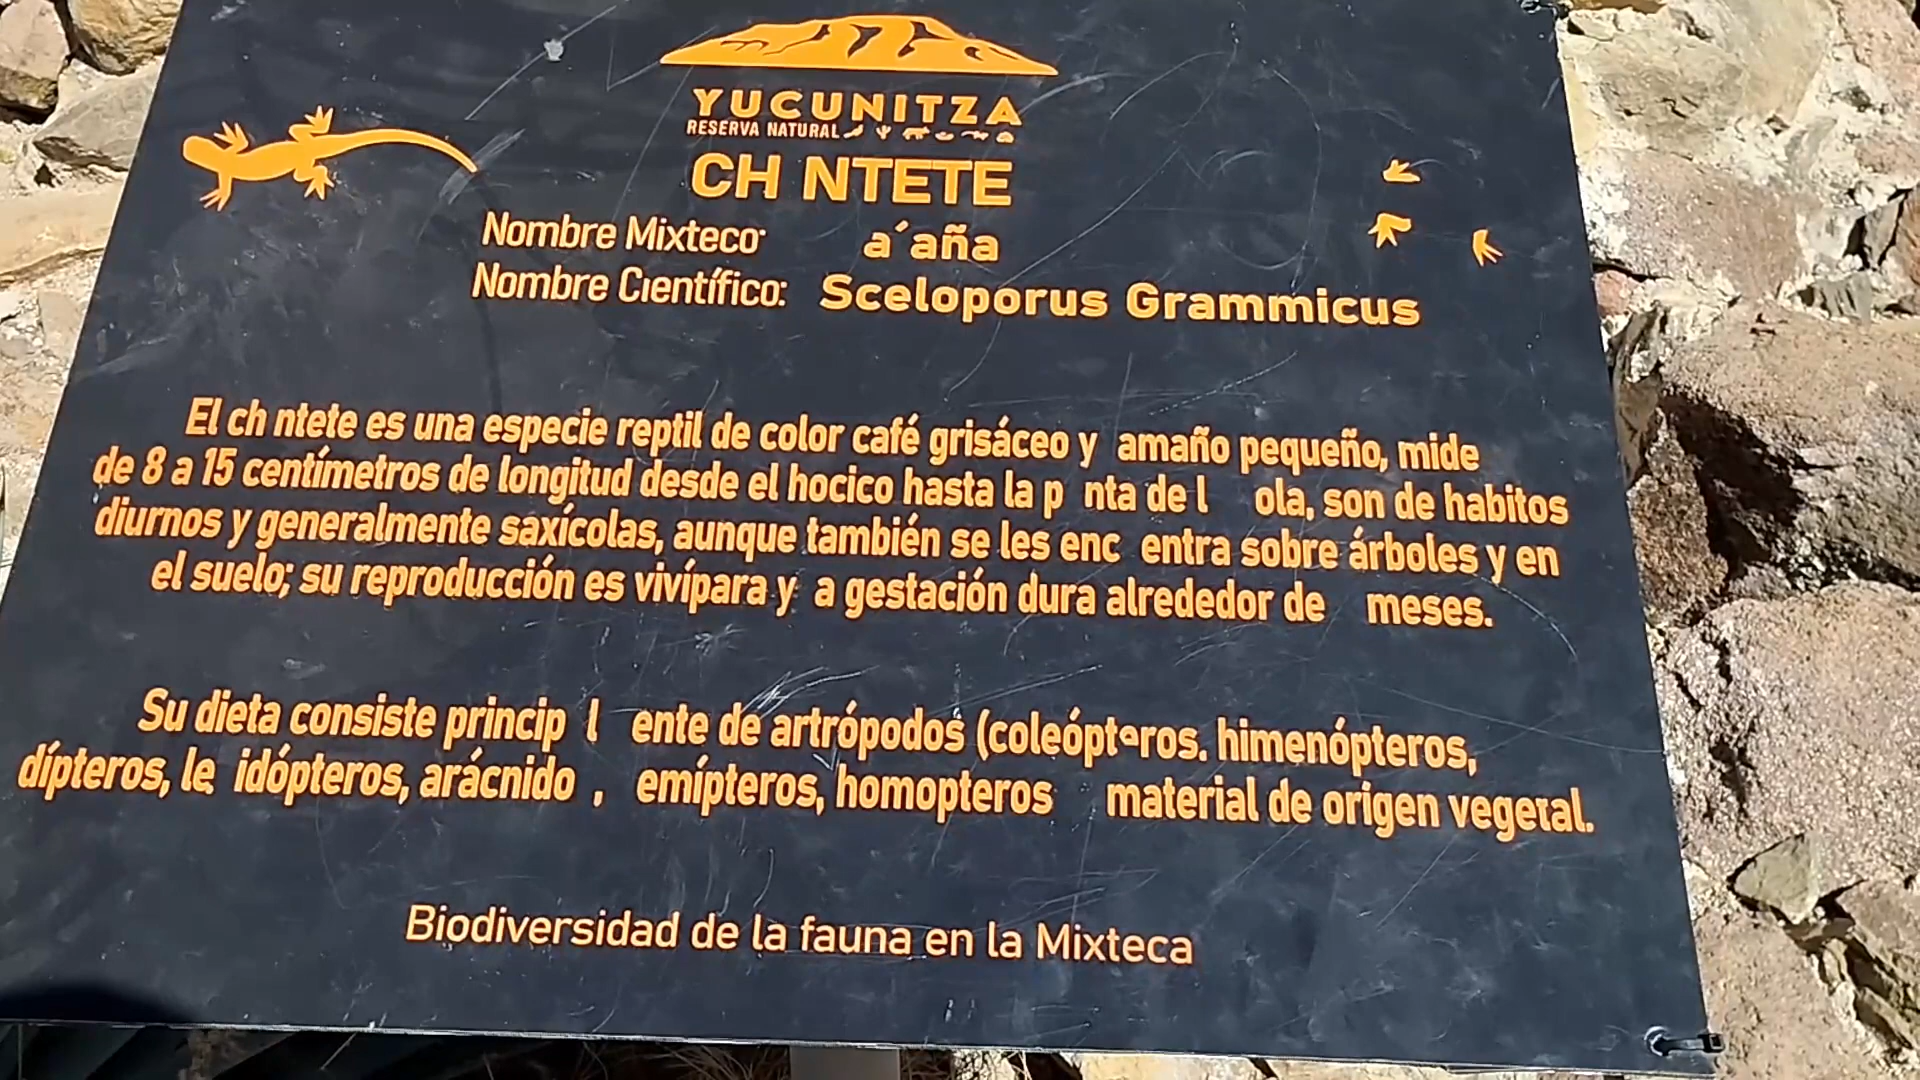 YUCUNITZA
RESERVA NATURAL
CH NTETE
Nombre Mixteco: a´aña
Nombre Científico: Sceloporus Grammicus
El ch ntete es una especie reptil de color café grisáceo y amaño pequeño, mide
de 8 a 15 centímetros de longitud desde el hocico hasta la p nta de l ola, son de habitos
diurnos y generalmente saxícolas, aunque también se les enc entra sobre árboles y en
el suelo; su reproducción es vivípara y a gestación dura alrededor de meses.
Su dieta consiste princip l ente de artrópodos (coleópteros. himenópteros,
dípteros, le idópteros, arácnido , emípteros, homopteros material de origen vegetal.
Biodiversidad de la fauna en la Mixteca